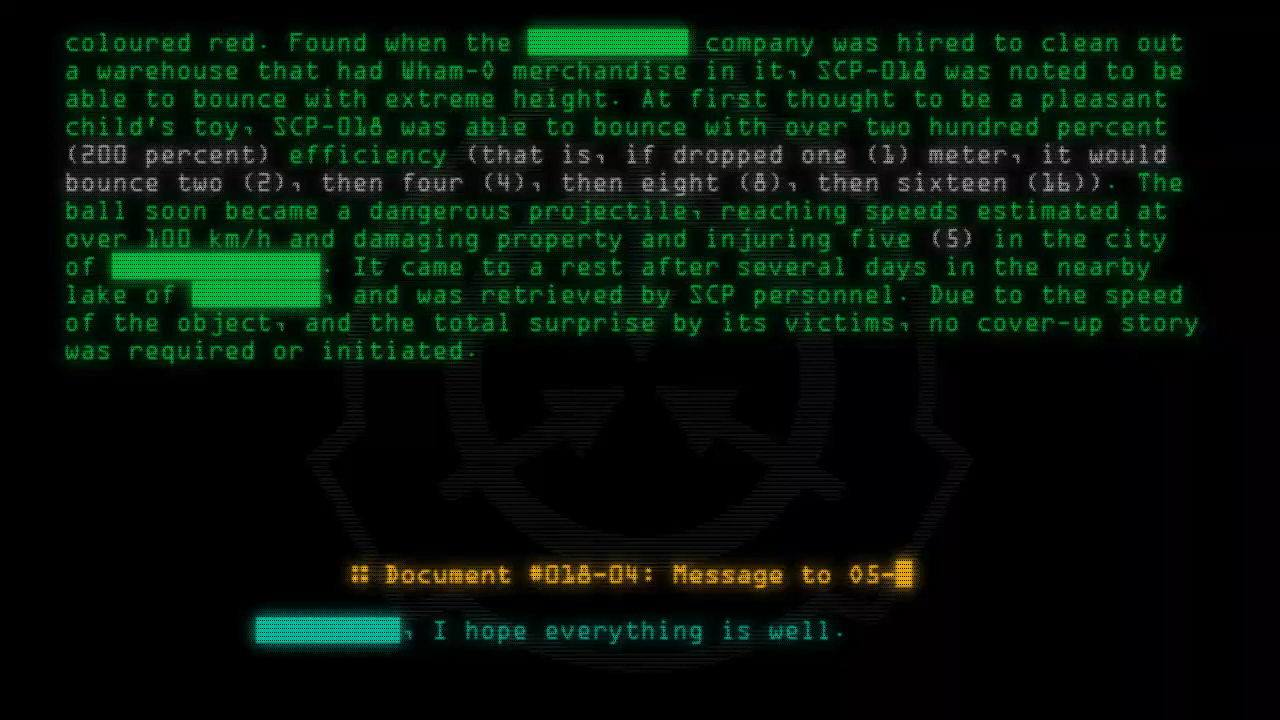 coloured red. Found when the ██████████ company was hired to clean out
a warehouse that had Wham-O merchandise in it, SCP-018 was noted to be
able to bounce with extreme height. At first thought to be a pleasant
child's toy, SCP-018 was able to bounce with over two hundred percent
(200 percent) efficiency (that is, if dropped one (1) meter, it would
bounce two (2), then four (4), then eight (8), then sixteen (16)). The
ball soon became a dangerous projectile, reaching speeds estimated at
over 100 km/h and damaging property and injuring five (5) in the city
of █████████████. It came to a rest after several days in the nearby
lake of ████████, and was retrieved by SCP personnel. Due to the speed
of the object, and the total surprise by its victims, no cover-up story
was required or initiated.
:: Document #018-04: Message to O5-█
█████████, I hope everything is well.